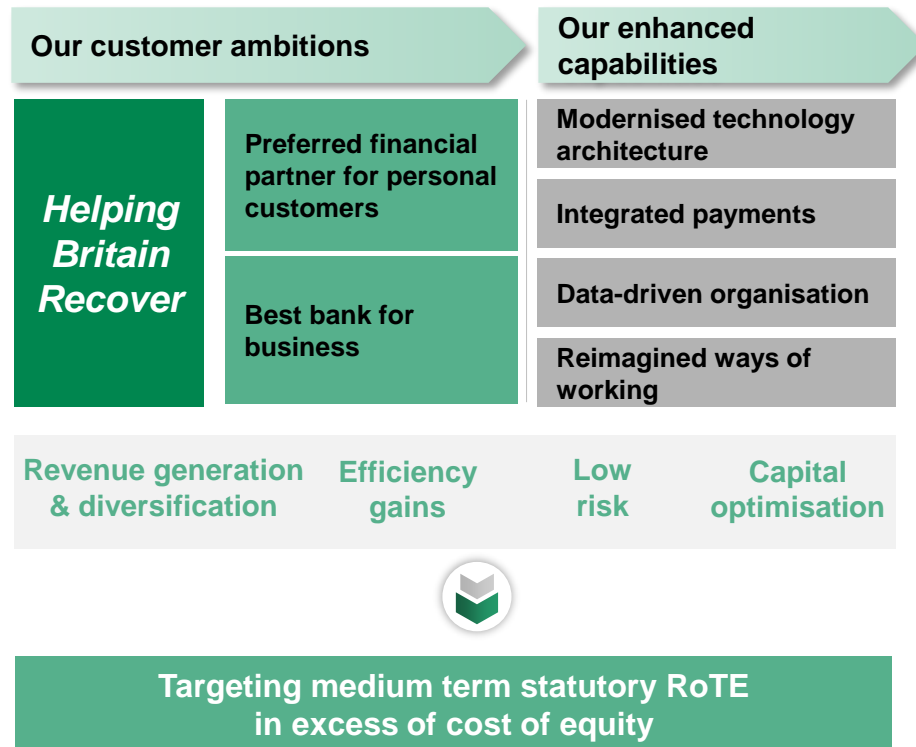 Our customer ambitions
Our enhanced
capabilities
Helping
Britain
Recover
Preferred financial
partner for personal
customers
Best bank for
business
Modernised technology
architecture
Integrated payments
Data-driven organisation
Reimagined ways of
working
Revenue generation
& diversification
Efficiency
gains
Low
risk
Capital
optimisation
Targeting medium term statutory RoTE
in excess of cost of equity